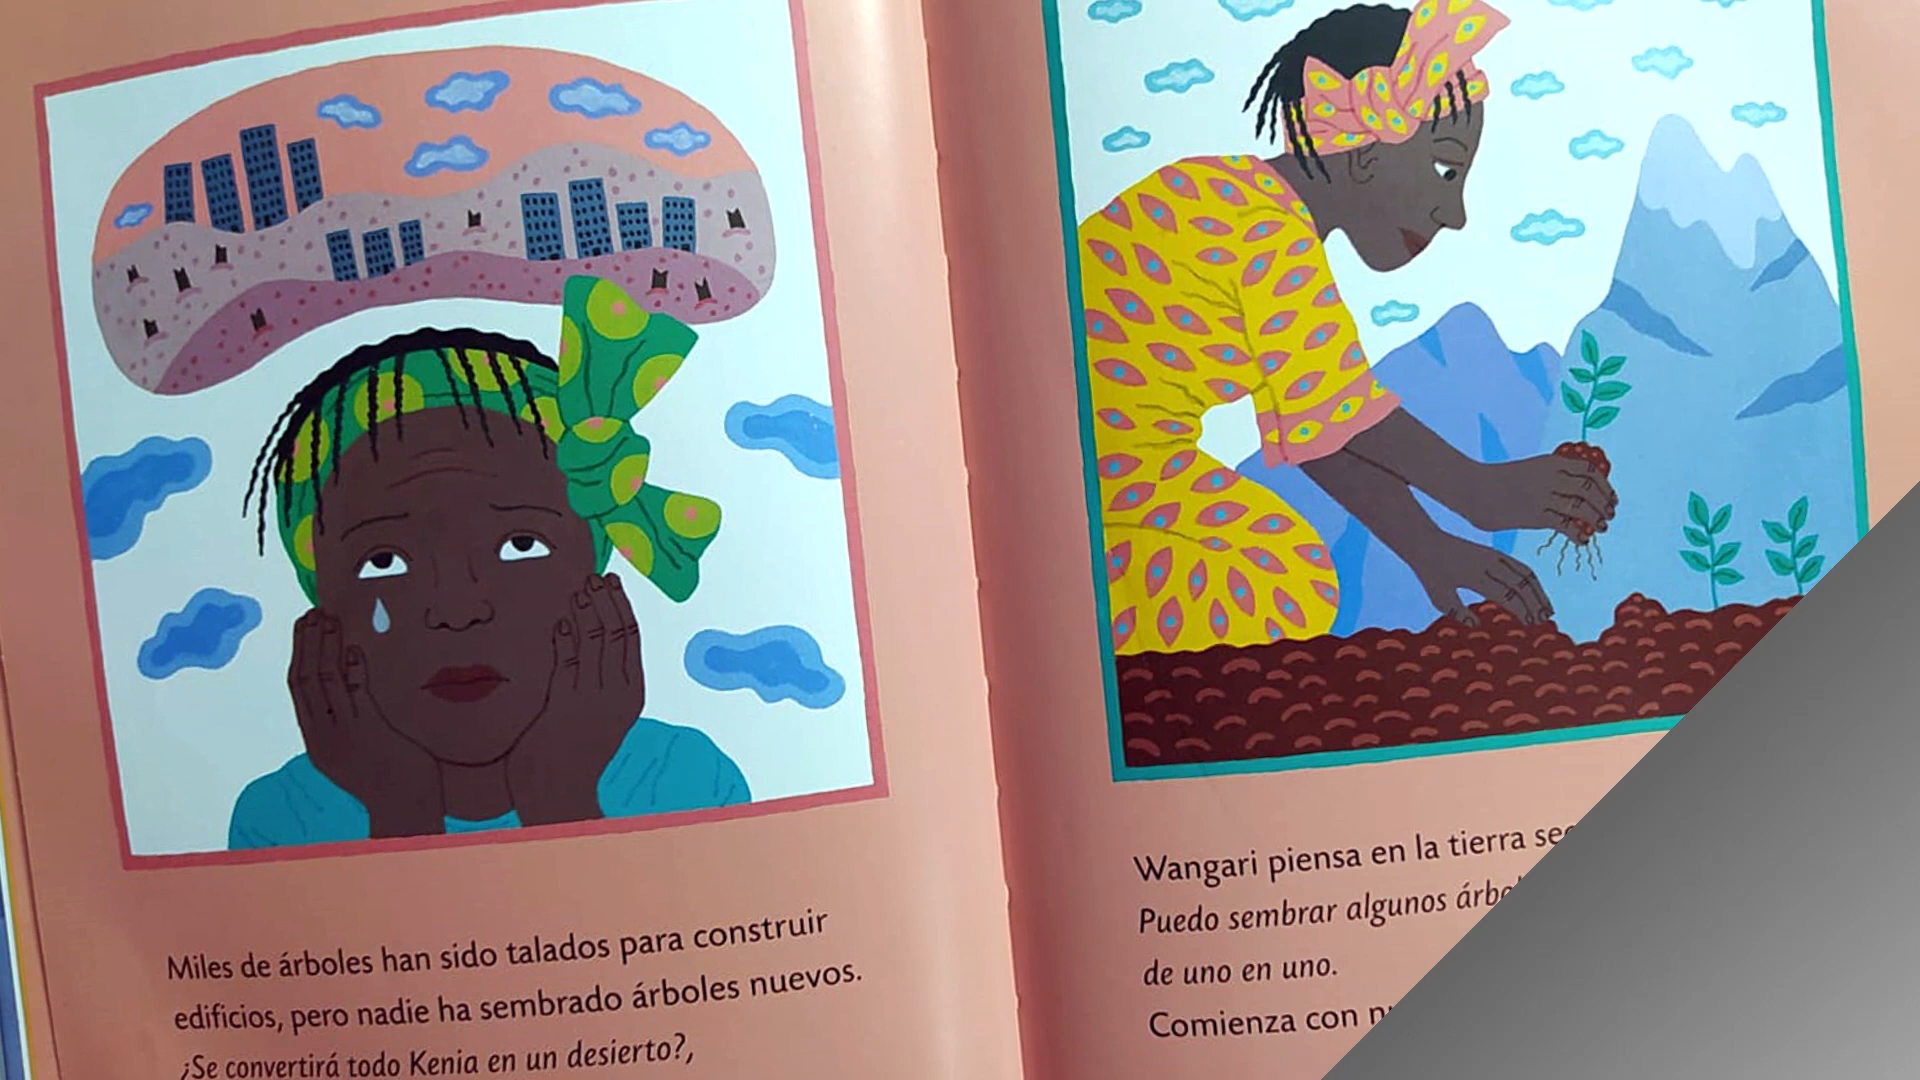 Miles de árboles han sido talados para construir
edificios, pero nadie ha sembrado árboles nuevos.
¿Se convertirá todo Kenia en un desierto?,
Wangari piensa en la tierra
Puedo sembrar algunos
de uno en uno.
Comienza con